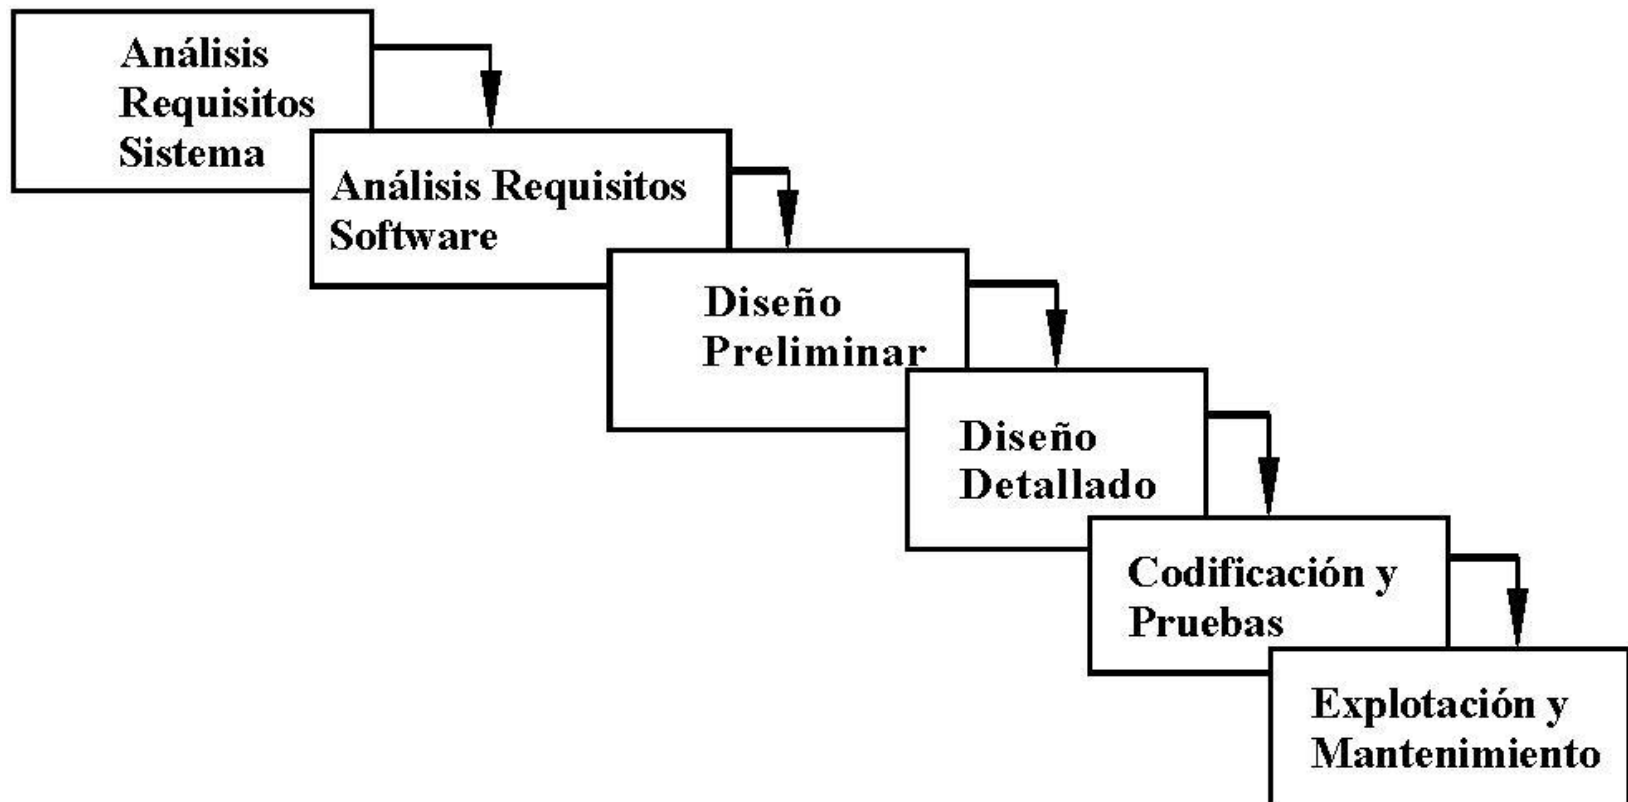 Análisis
Requisitos
Sistema
Análisis Requisitos
Software
Diseño
Preliminar
Diseño
Detallado
Codificación y
Pruebas
Explotación y
Mantenimiento